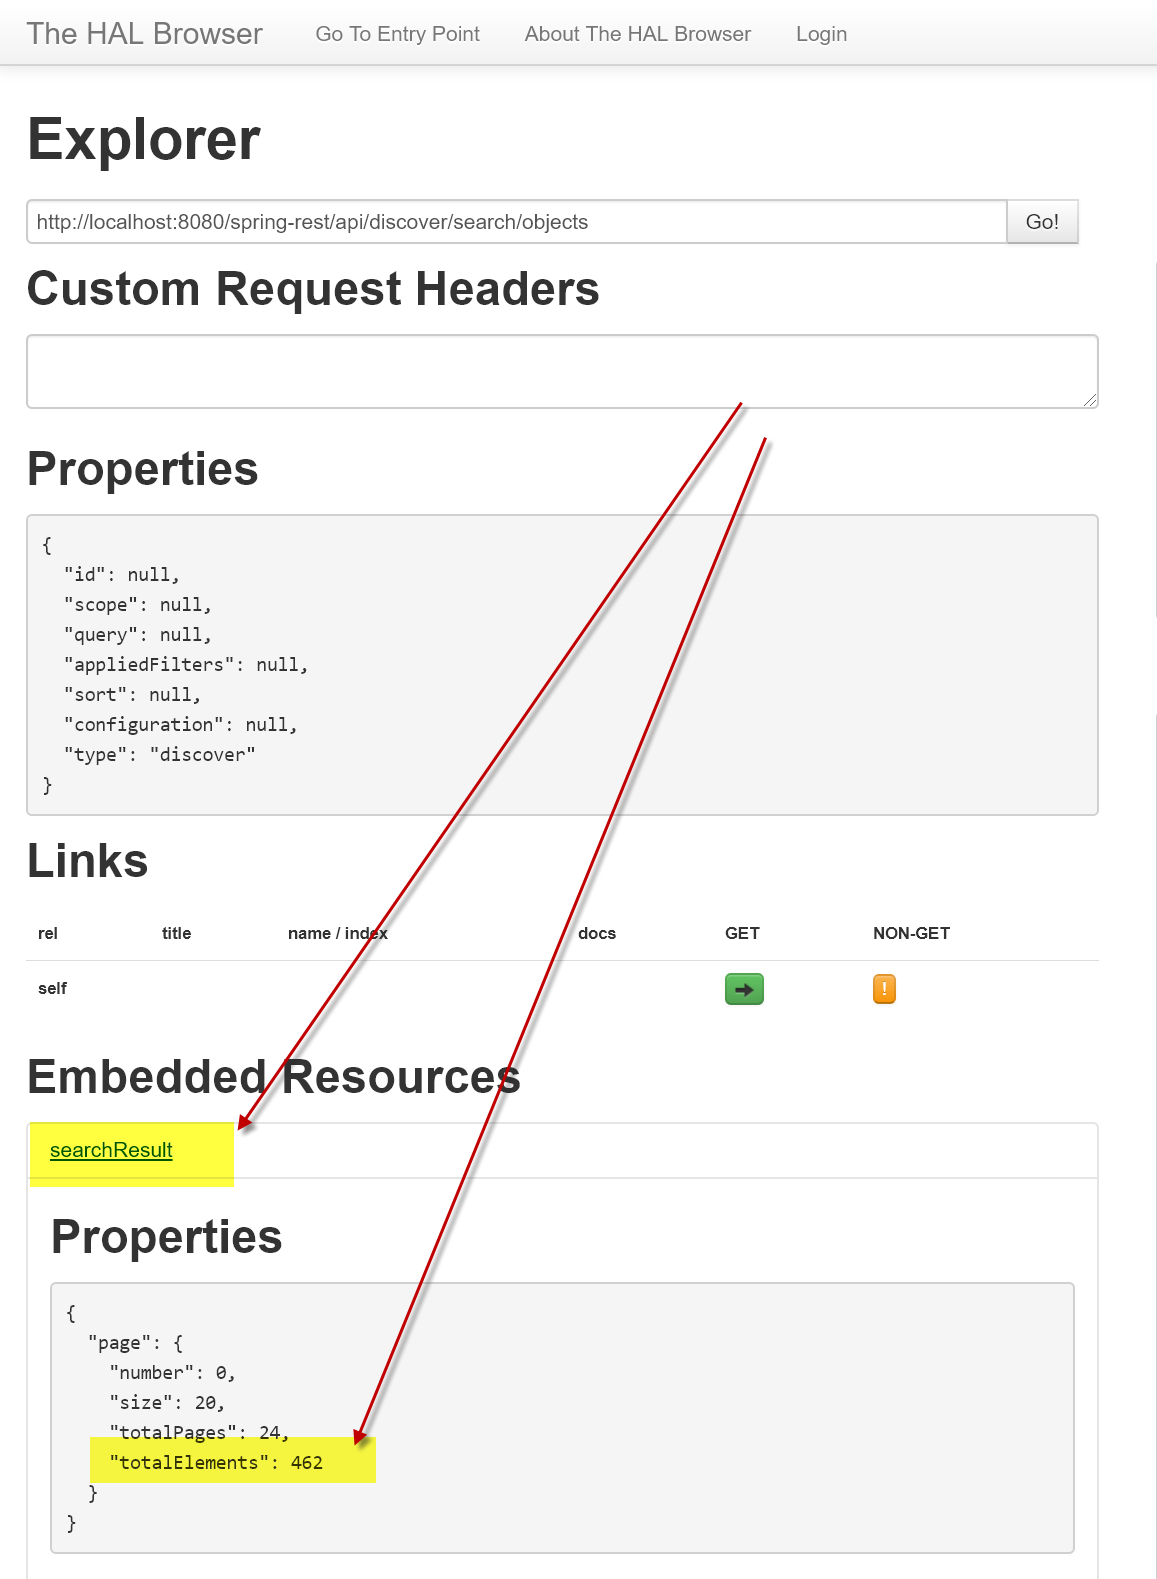 The HAL Browser Go To Entry Point About The HAL Browser Login
Explorer
http://localhost:8080/spring-rest/api/discover/search/objects Go!
Custom Request Headers
Properties
{
  "id": null,
  "scope": null,
  "query": null,
  "appliedFilters": null,
  "sort": null,
  "configuration": null,
  "type": "discover"
}
Links
rel title name / index docs GET NON-GET
self !
Embedded Resources
searchResult
Properties
{
  "page": {
    "number": 0,
    "size": 20,
    "totalPages": 24,
    "totalElements": 462
  }
}